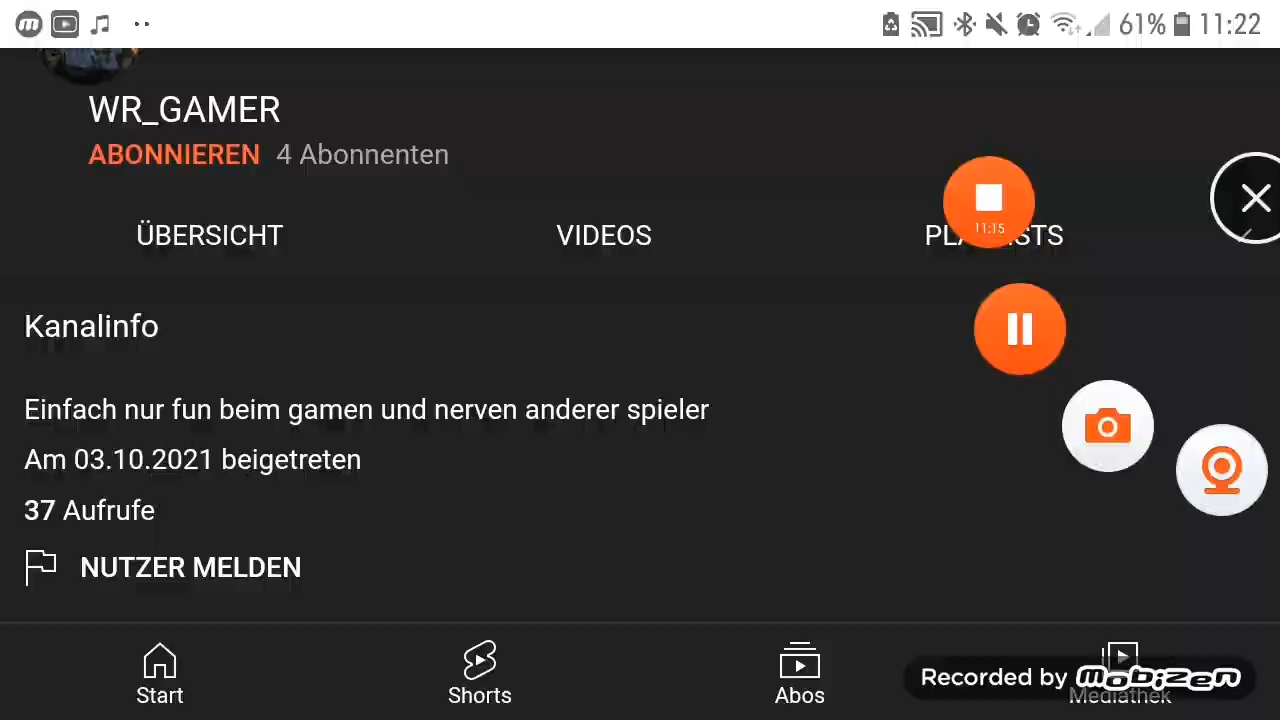 61% 11:22
WR_GAMER
ABONNIEREN 4 Abonnenten
11:15
ÜBERSICHT VIDEOS PLAYLISTS
Kanalinfo
Einfach nur fun beim gamen und nerven anderer spieler
Am 03.10.2021 beigetreten
37 Aufrufe
NUTZER MELDEN
Recorded by mobizen
Start Shorts Abos Mediathek